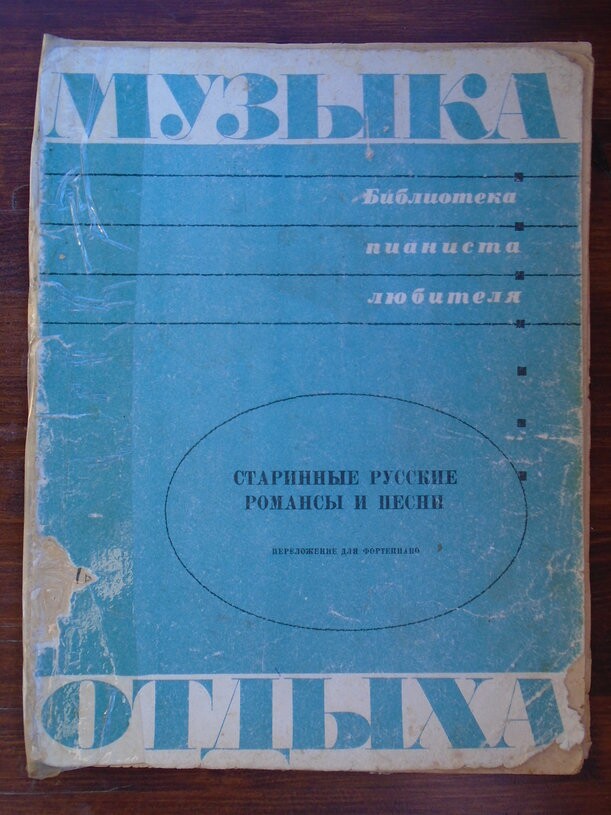 МУЗЫКА
Библиотека
пианиста
любителя
СТАРИННЫЕ РУССКИЕ
РОМАНСЫ И ПЕСНИ
ПЕРЕЛОЖЕНИЕ ДЛЯ ФОРТЕПИАНО
ОТДЫХА